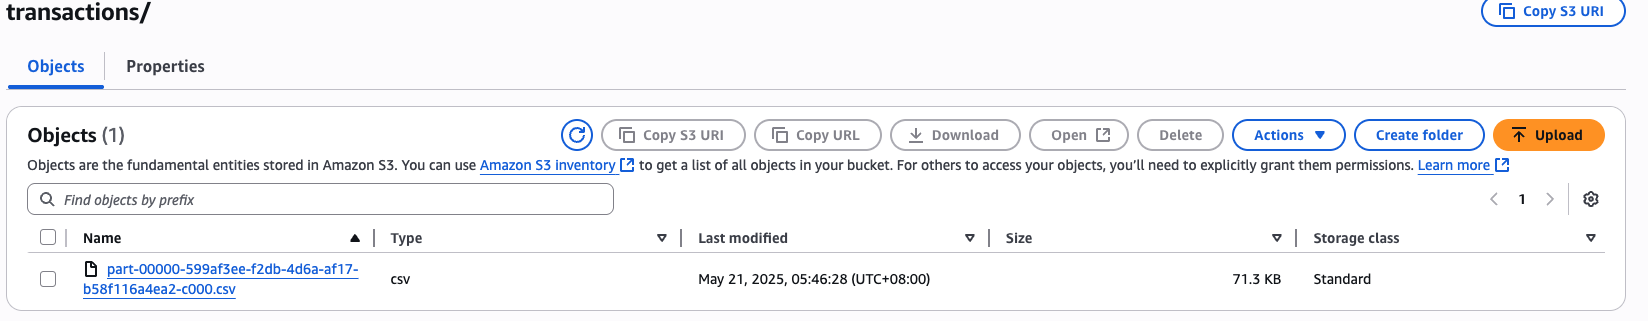 transactions/
Copy S3 URI
Objects
Properties
Objects (1)
Copy S3 URI
Copy URL
Download
Open
Delete
Actions
Create folder
Upload
Objects are the fundamental entities stored in Amazon S3. You can use Amazon S3 inventory to get a list of all objects in your bucket. For others to access your objects, you'll need to explicitly grant them permissions. Learn more
Find objects by prefix
1
Name
Type
Last modified
Size
Storage class
part-00000-599af3ee-f2db-4d6a-af17-
b58f116a4ea2-c000.csv
csv
May 21, 2025, 05:46:28 (UTC+08:00)
71.3 KB
Standard